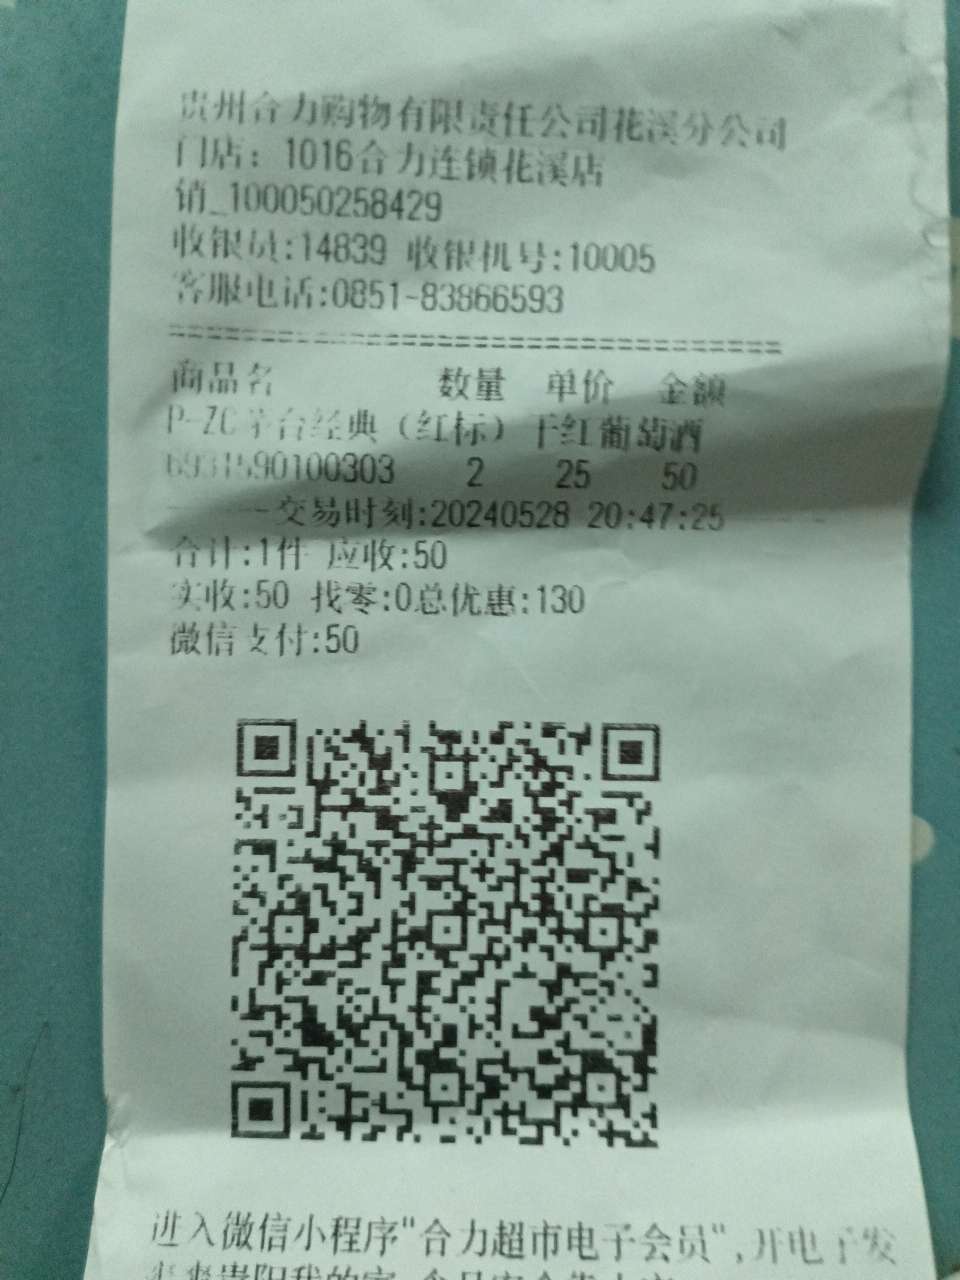 贵州合力购物有限责任公司花溪分公司
门店：1016合力连锁花溪店
销_100050258429
收银员:14839 收银机号:10005
客服电话:0851-83866593
==================================
商品名 数量 单价 金额
P-ZC茅台经典（红标）干红葡萄酒
6931590100303 2 25 50
交易时刻:20240528 20:47:25
合计:1件 应收:50
实收:50 找零:0总优惠:130
微信支付:50
进入微信小程序"合力超市电子会员",开电子发